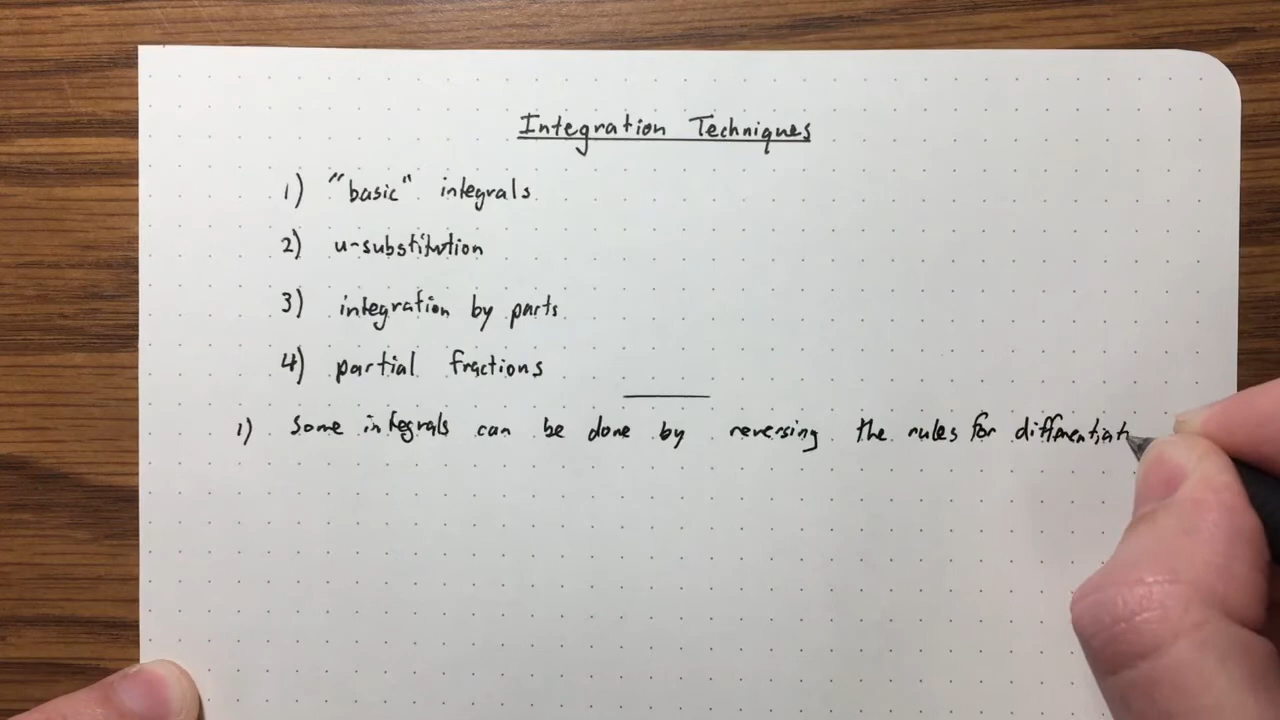 Integration Techniques
1) "basic" integrals
2) u-substitution
3) integration by parts
4) partial fractions
1) Some integrals can be done by reversing the rules for differentiat